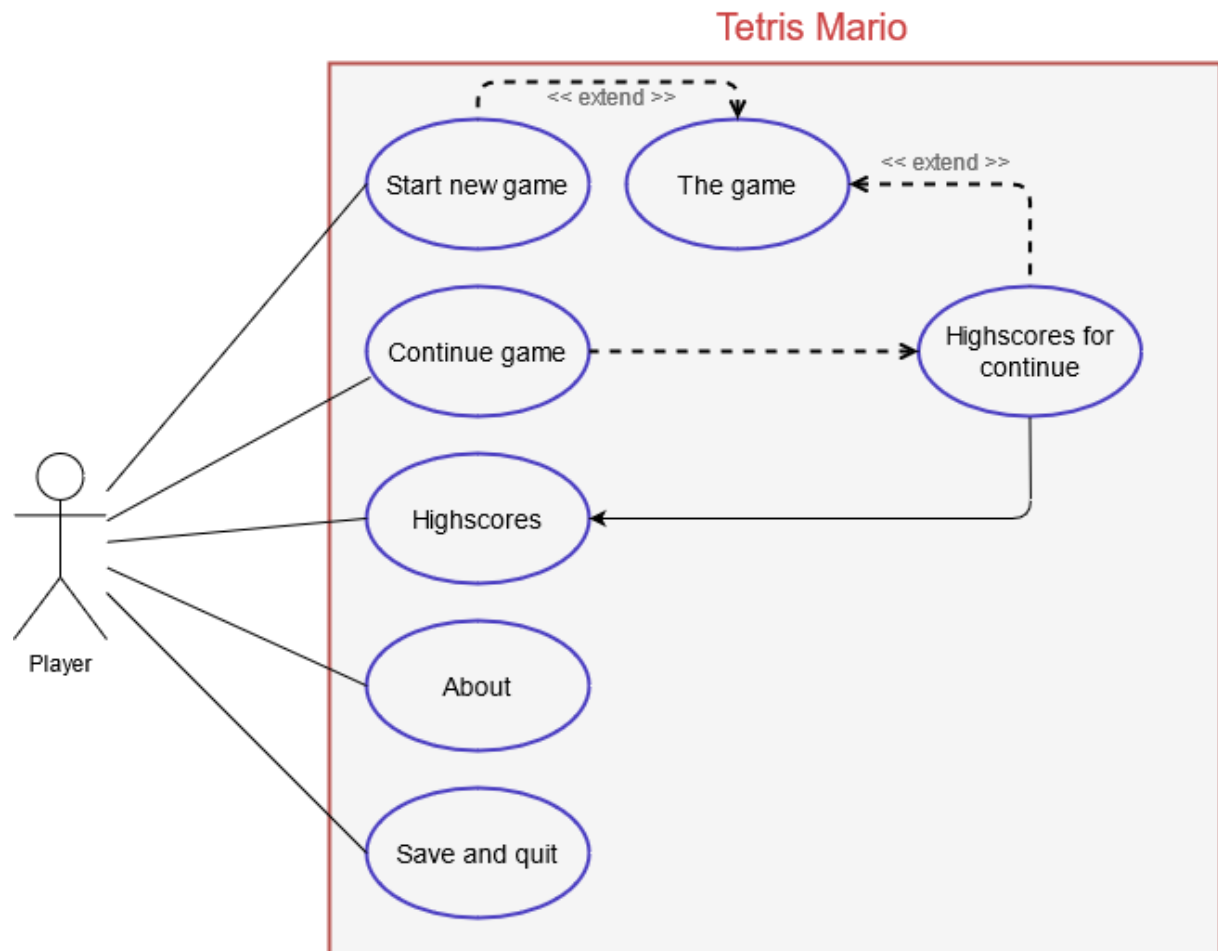 Tetris Mario
<< extend >>
Start new game
The game
<< extend >>
Continue game
Highscores for
continue
Highscores
Player
About
Save and quit